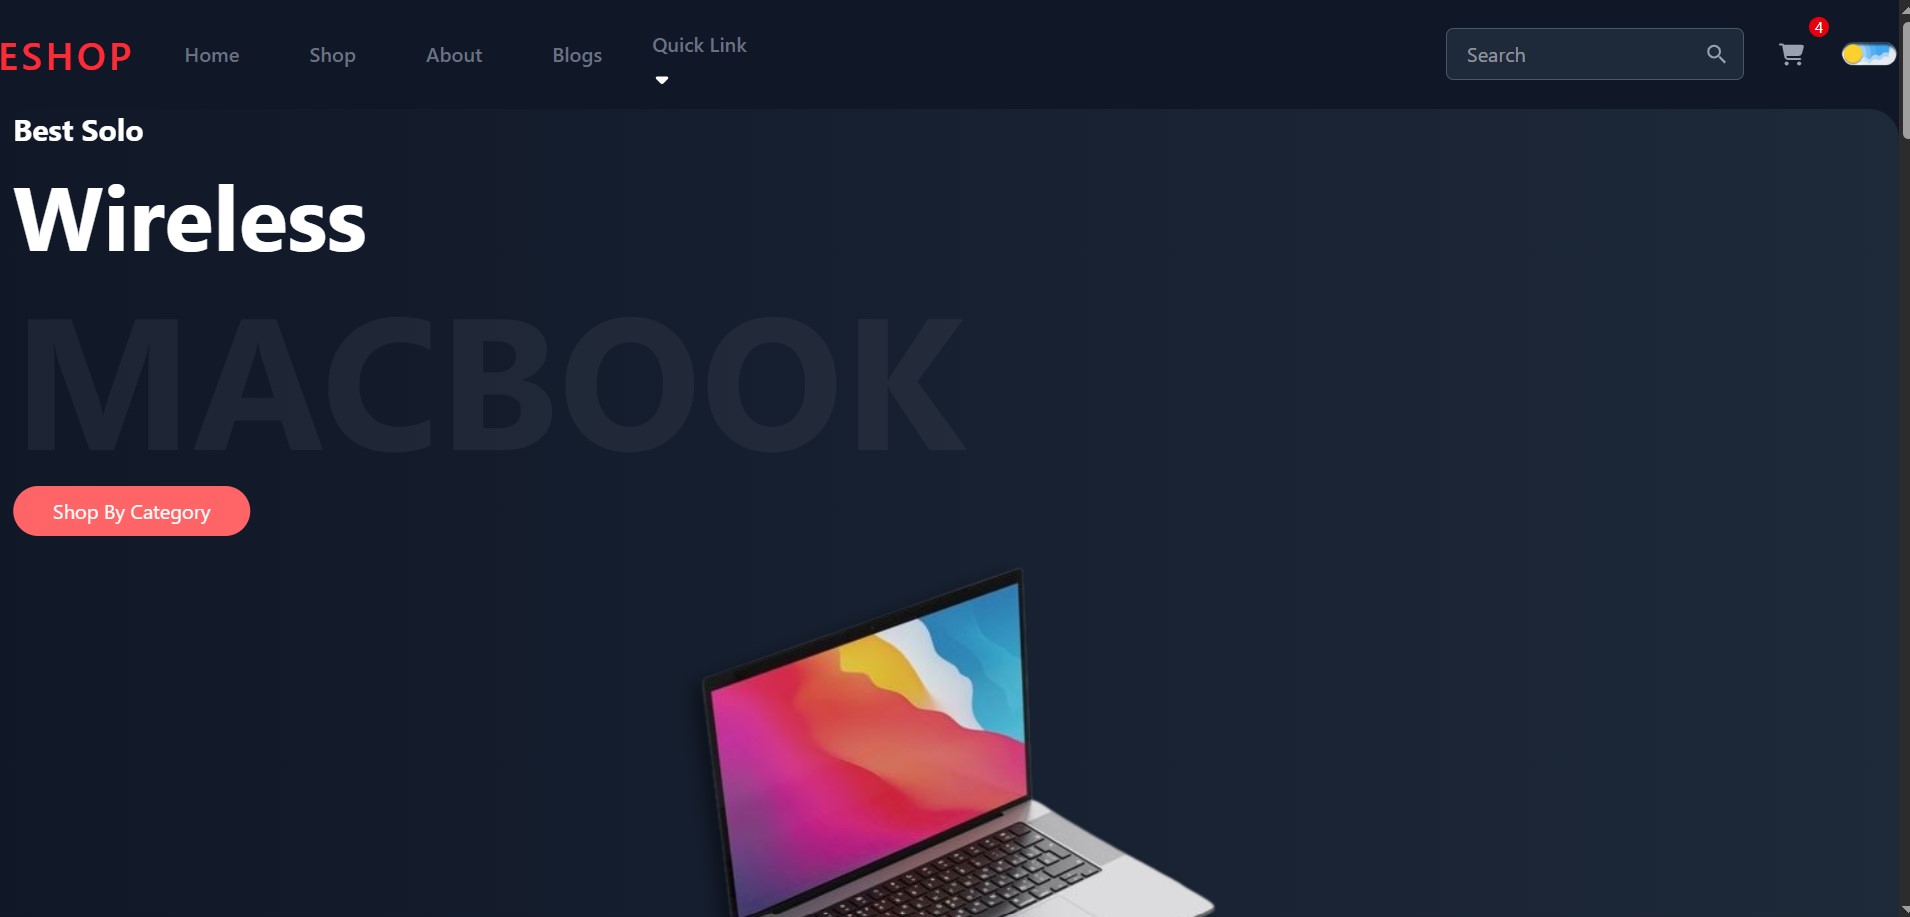 ESHOP
Home
Shop
About
Blogs
Quick Link
Search
4
Best Solo
Wireless
MACBOOK
Shop By Category